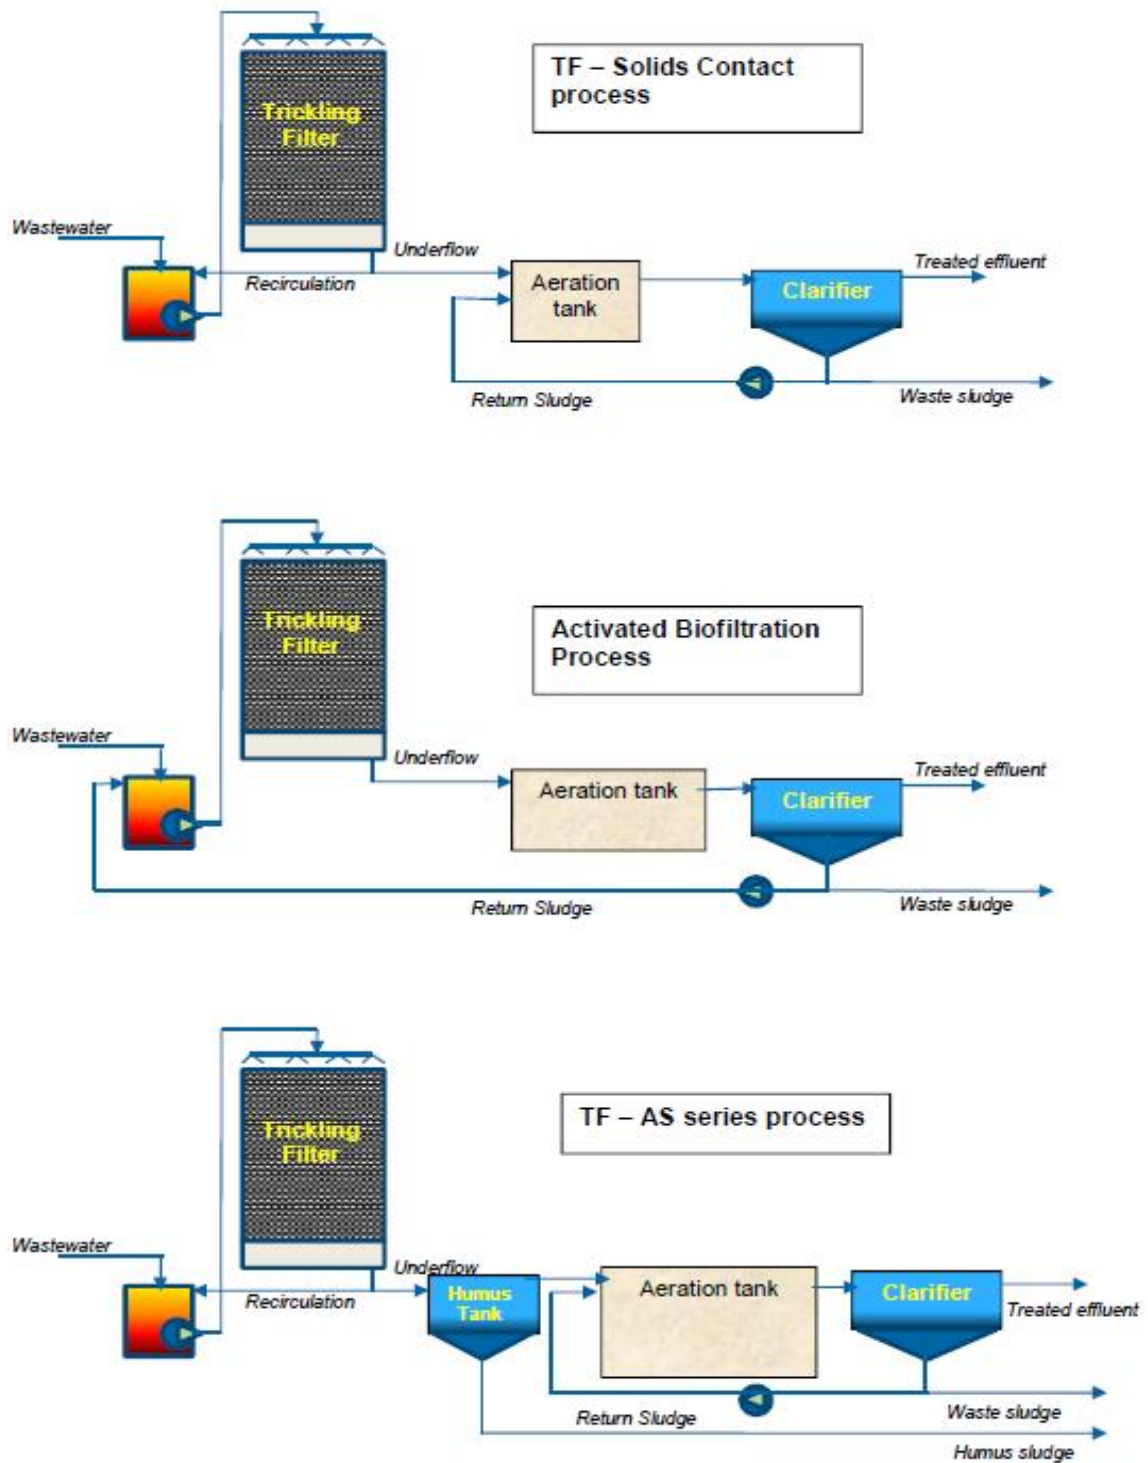 TF – Solids Contact
process
Trickling
Filter
Wastewater
Underflow
Recirculation
Aeration
tank
Clarifier
Treated effluent
Return Sludge
Waste sludge
Activated Biofiltration
Process
Trickling
Filter
Wastewater
Underflow
Aeration tank
Clarifier
Treated effluent
Return Sludge
Waste sludge
TF – AS series process
Trickling
Filter
Wastewater
Underflow
Recirculation
Humus
Tank
Aeration tank
Clarifier
Treated effluent
Return Sludge
Waste sludge
Humus sludge